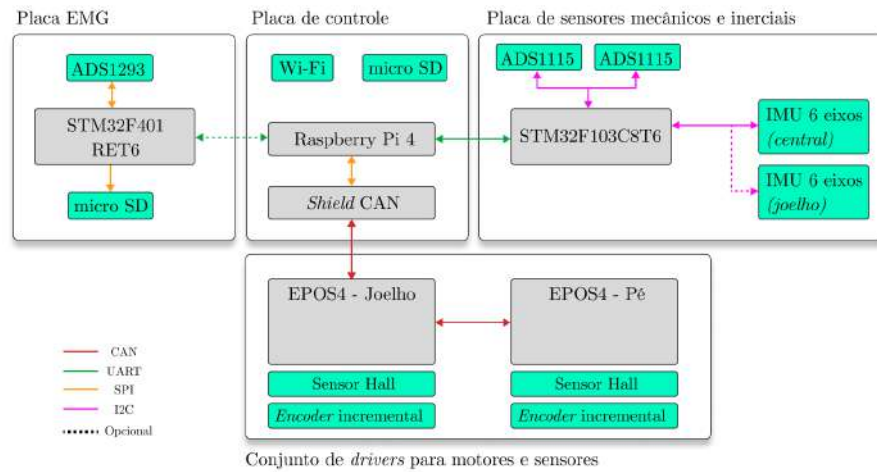 Placa EMG
ADS1293
STM32F401
RET6
micro SD
Placa de controle
Wi-Fi
micro SD
Raspberry Pi 4
Shield CAN
Placa de sensores mecânicos e inerciais
ADS1115
ADS1115
STM32F103C8T6
IMU 6 eixos
(central)
IMU 6 eixos
(joelho)
EPOS4 - Joelho
Sensor Hall
Encoder incremental
EPOS4 - Pé
Sensor Hall
Encoder incremental
CAN
UART
SPI
I2C
Opcional
Conjunto de drivers para motores e sensores